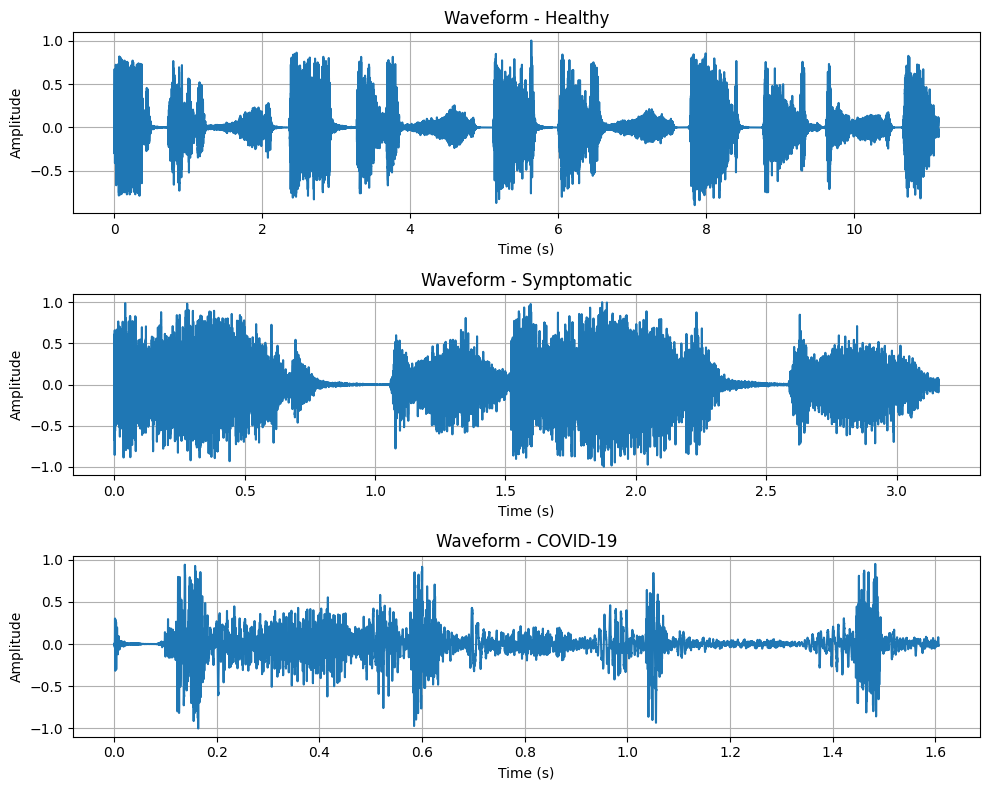 Waveform - Healthy
1.0
0.5
0.0
−0.5
Amplitude
0 2 4 6 8 10
Time (s)
Waveform - Symptomatic
1.0
0.5
0.0
−0.5
−1.0
Amplitude
0.0 0.5 1.0 1.5 2.0 2.5 3.0
Time (s)
Waveform - COVID-19
1.0
0.5
0.0
−0.5
−1.0
Amplitude
0.0 0.2 0.4 0.6 0.8 1.0 1.2 1.4 1.6
Time (s)